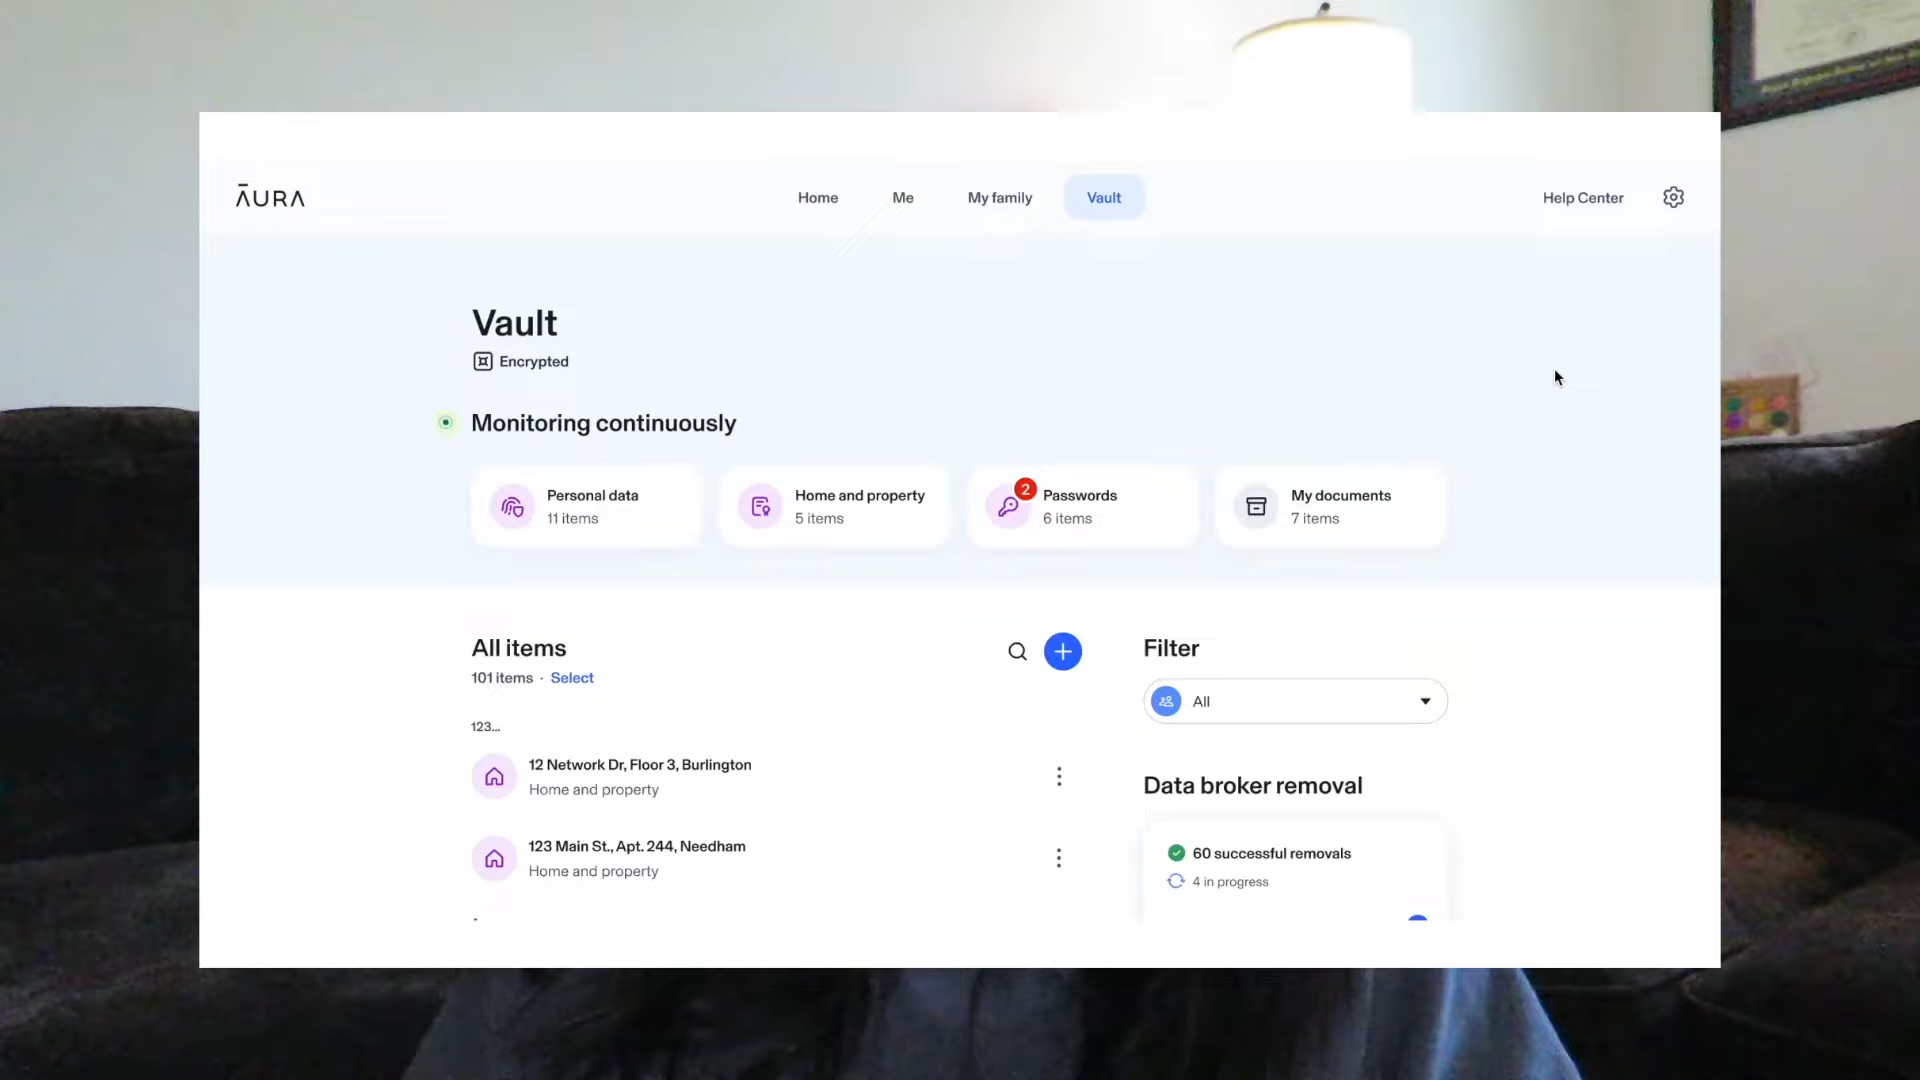 ĀURA
Home
Me
My family
Vault
Help Center
Vault
Encrypted
Monitoring continuously
Personal data
11 items
Home and property
5 items
2
Passwords
6 items
My documents
7 items
All items
101 items · Select
123...
12 Network Dr, Floor 3, Burlington
Home and property
123 Main St., Apt. 244, Needham
Home and property
Filter
All
Data broker removal
60 successful removals
4 in progress